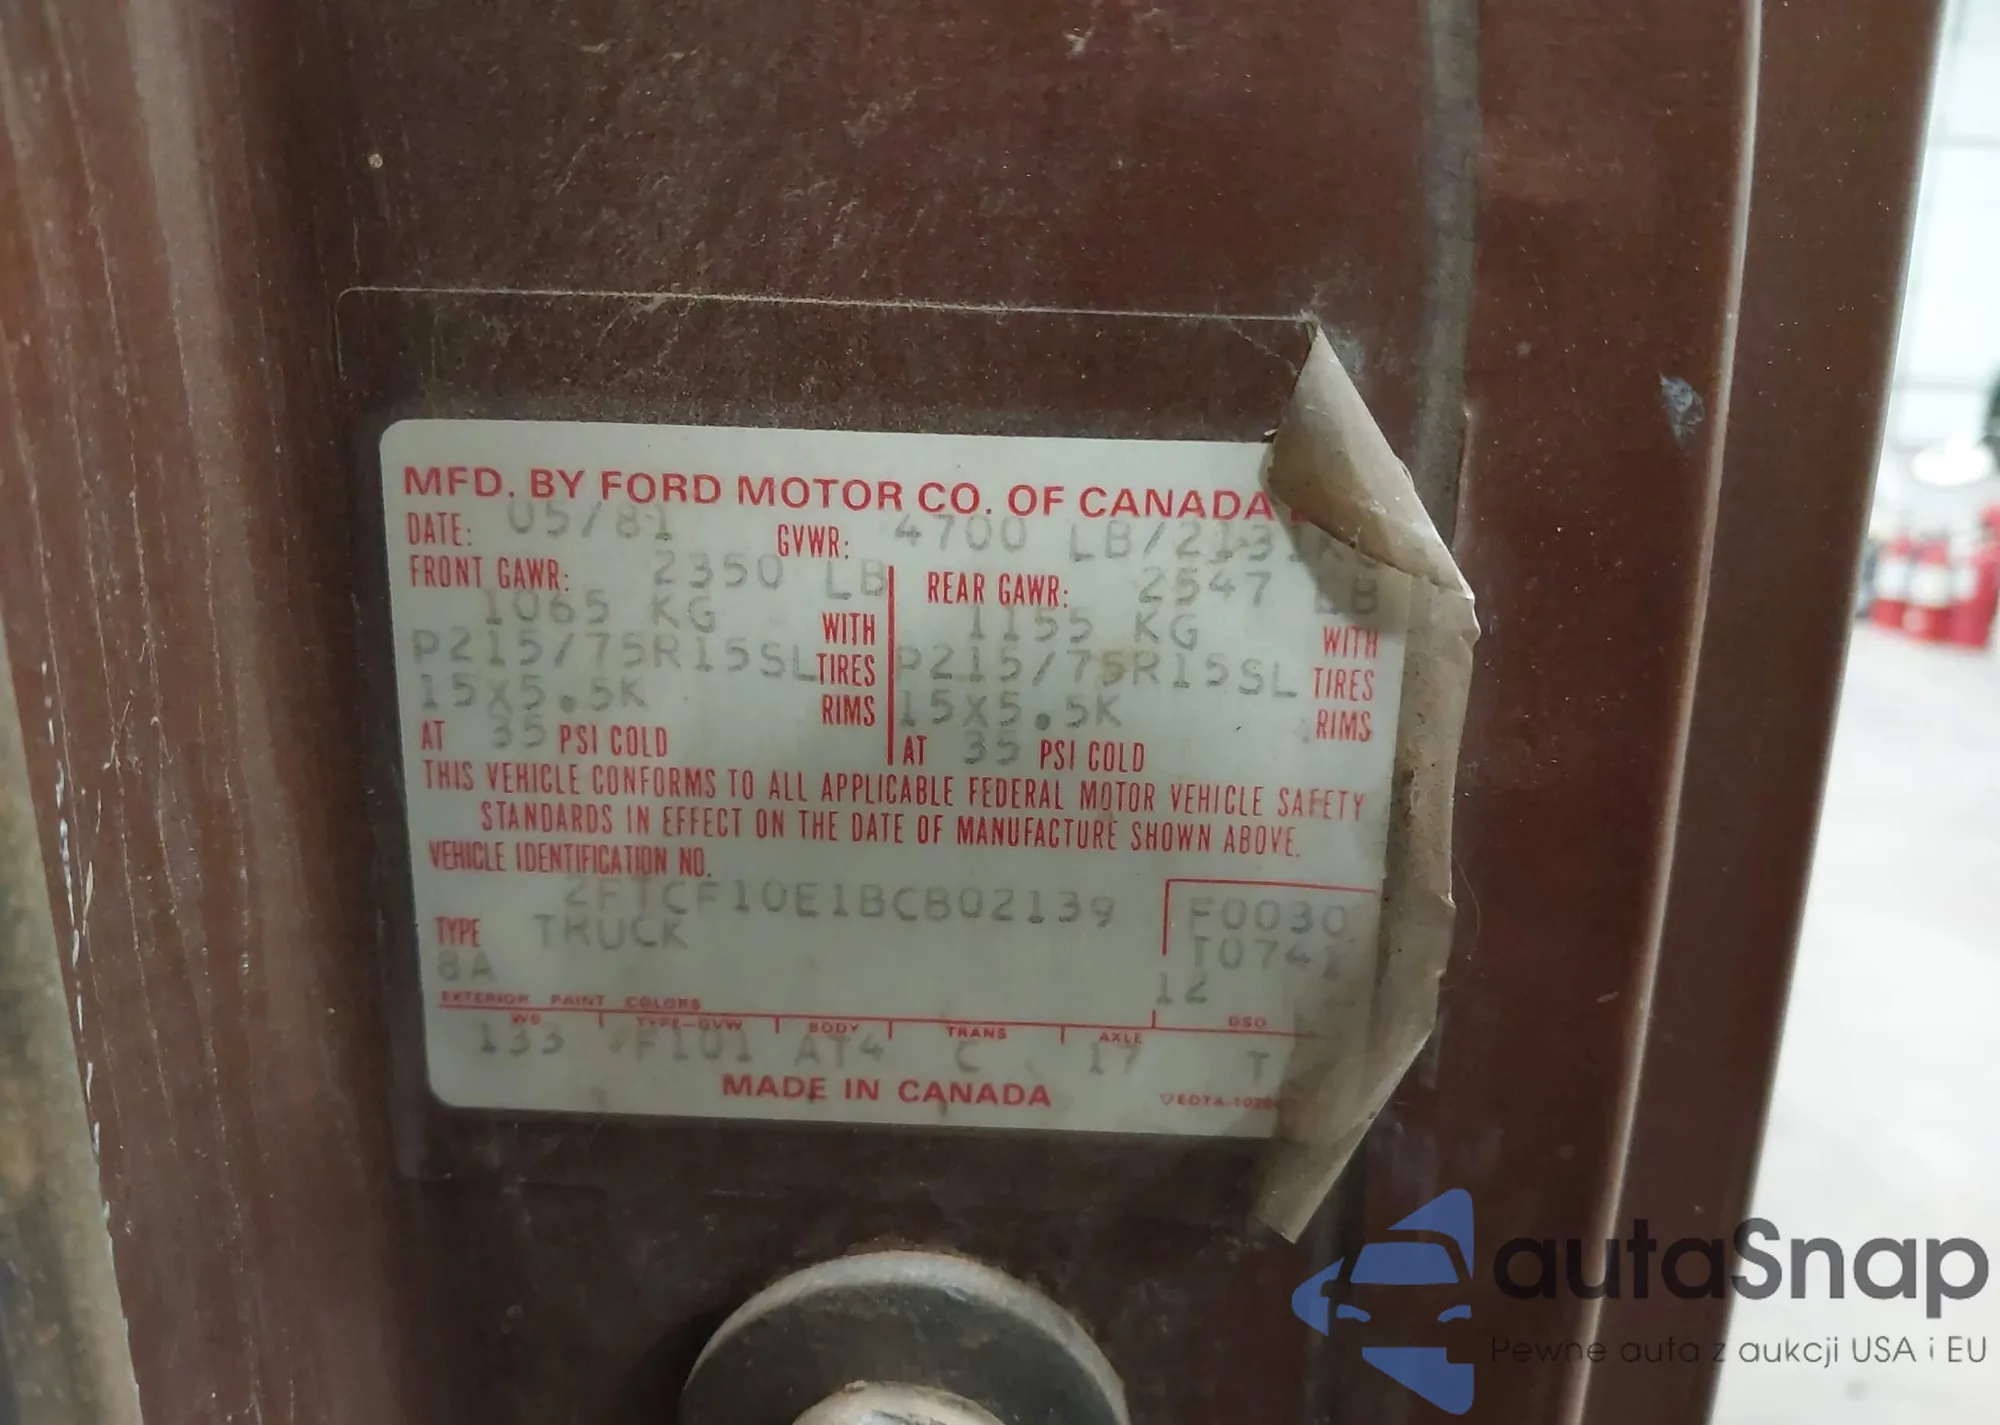 MFD. BY FORD MOTOR CO. OF CANADA
DATE: 05/81 GVWR: 4700 LB/2131KG
FRONT GAWR: 2350 LB REAR GAWR: 2547 LB
1065 KG WITH 1155 KG WITH
P215/75R15SL TIRES P215/75R15SL TIRES
15X5.5K RIMS 15X5.5K RIMS
AT 35 PSI COLD AT 35 PSI COLD
THIS VEHICLE CONFORMS TO ALL APPLICABLE FEDERAL MOTOR VEHICLE SAFETY
STANDARDS IN EFFECT ON THE DATE OF MANUFACTURE SHOWN ABOVE.
VEHICLE IDENTIFICATION NO.
2FTCF10E1BCB02139 F0030
TYPE TRUCK T0741
8A 12
EXTERIOR PAINT COLORS
WB TYPE-GVW BODY TRANS AXLE DSO
133 F101 AT4 C 17 T
MADE IN CANADA
autaSnap
Pewne auta z aukcji USA i EU